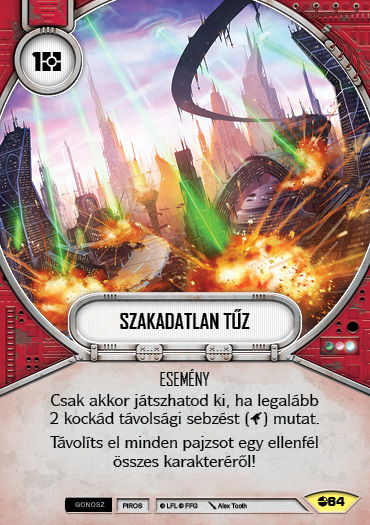 1
SZAKADATLAN TŰZ
ESEMÉNY
Csak akkor játszhatod ki, ha legalább
2 kockád távolsági sebzést ( ) mutat.
Távolíts el minden pajzsot egy ellenfél
összes karakteréről!
GONOSZ PIROS © LFL © FFG Alex Tooth 84